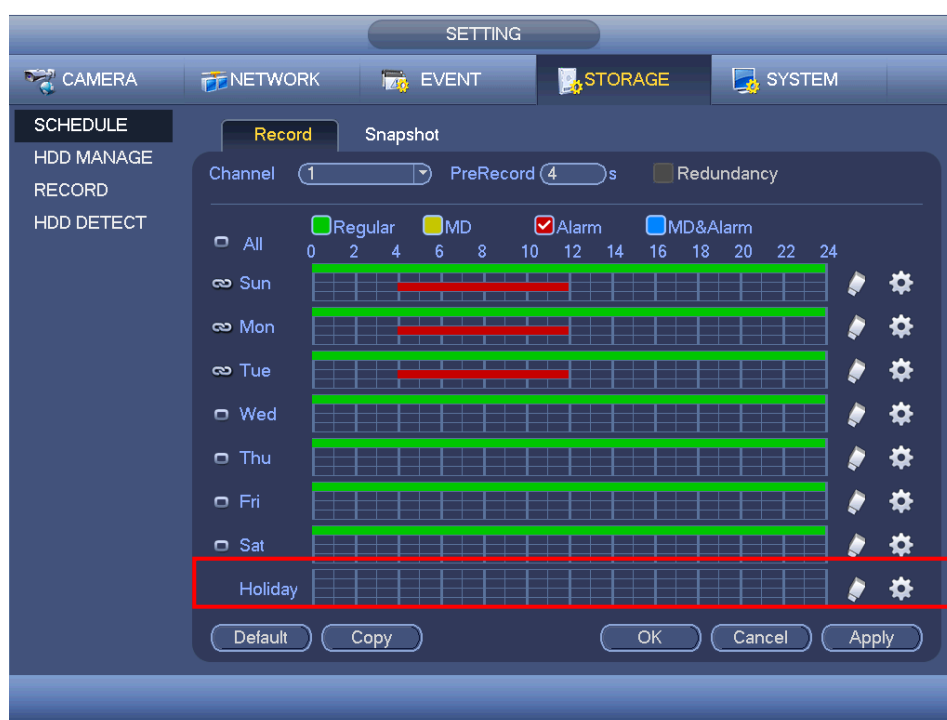 SETTING
CAMERA NETWORK EVENT STORAGE SYSTEM
SCHEDULE
HDD MANAGE
RECORD
HDD DETECT
Record Snapshot
Channel 1 PreRecord 4 s Redundancy
Regular MD Alarm MD&Alarm
All 0 2 4 6 8 10 12 14 16 18 20 22 24
Sun
Mon
Tue
Wed
Thu
Fri
Sat
Holiday
Default Copy OK Cancel Apply